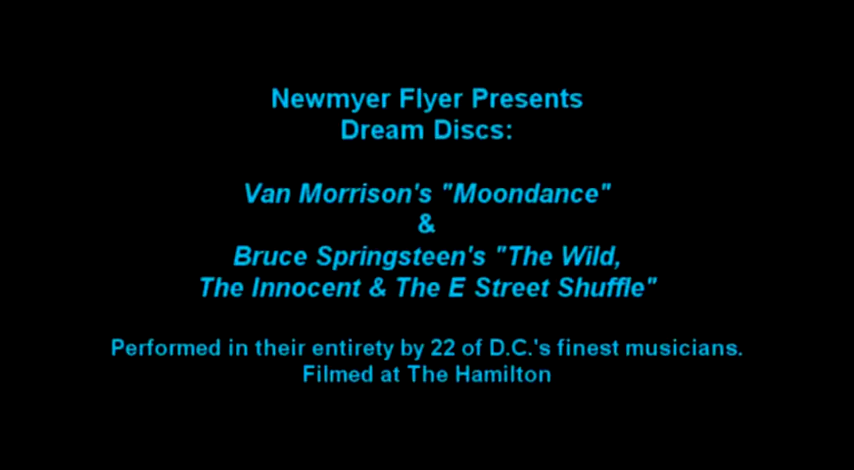 Newmyer Flyer Presents
Dream Discs:
Van Morrison's "Moondance"
&
Bruce Springsteen's "The Wild,
The Innocent & The E Street Shuffle"
Performed in their entirety by 22 of D.C.'s finest musicians.
Filmed at The Hamilton